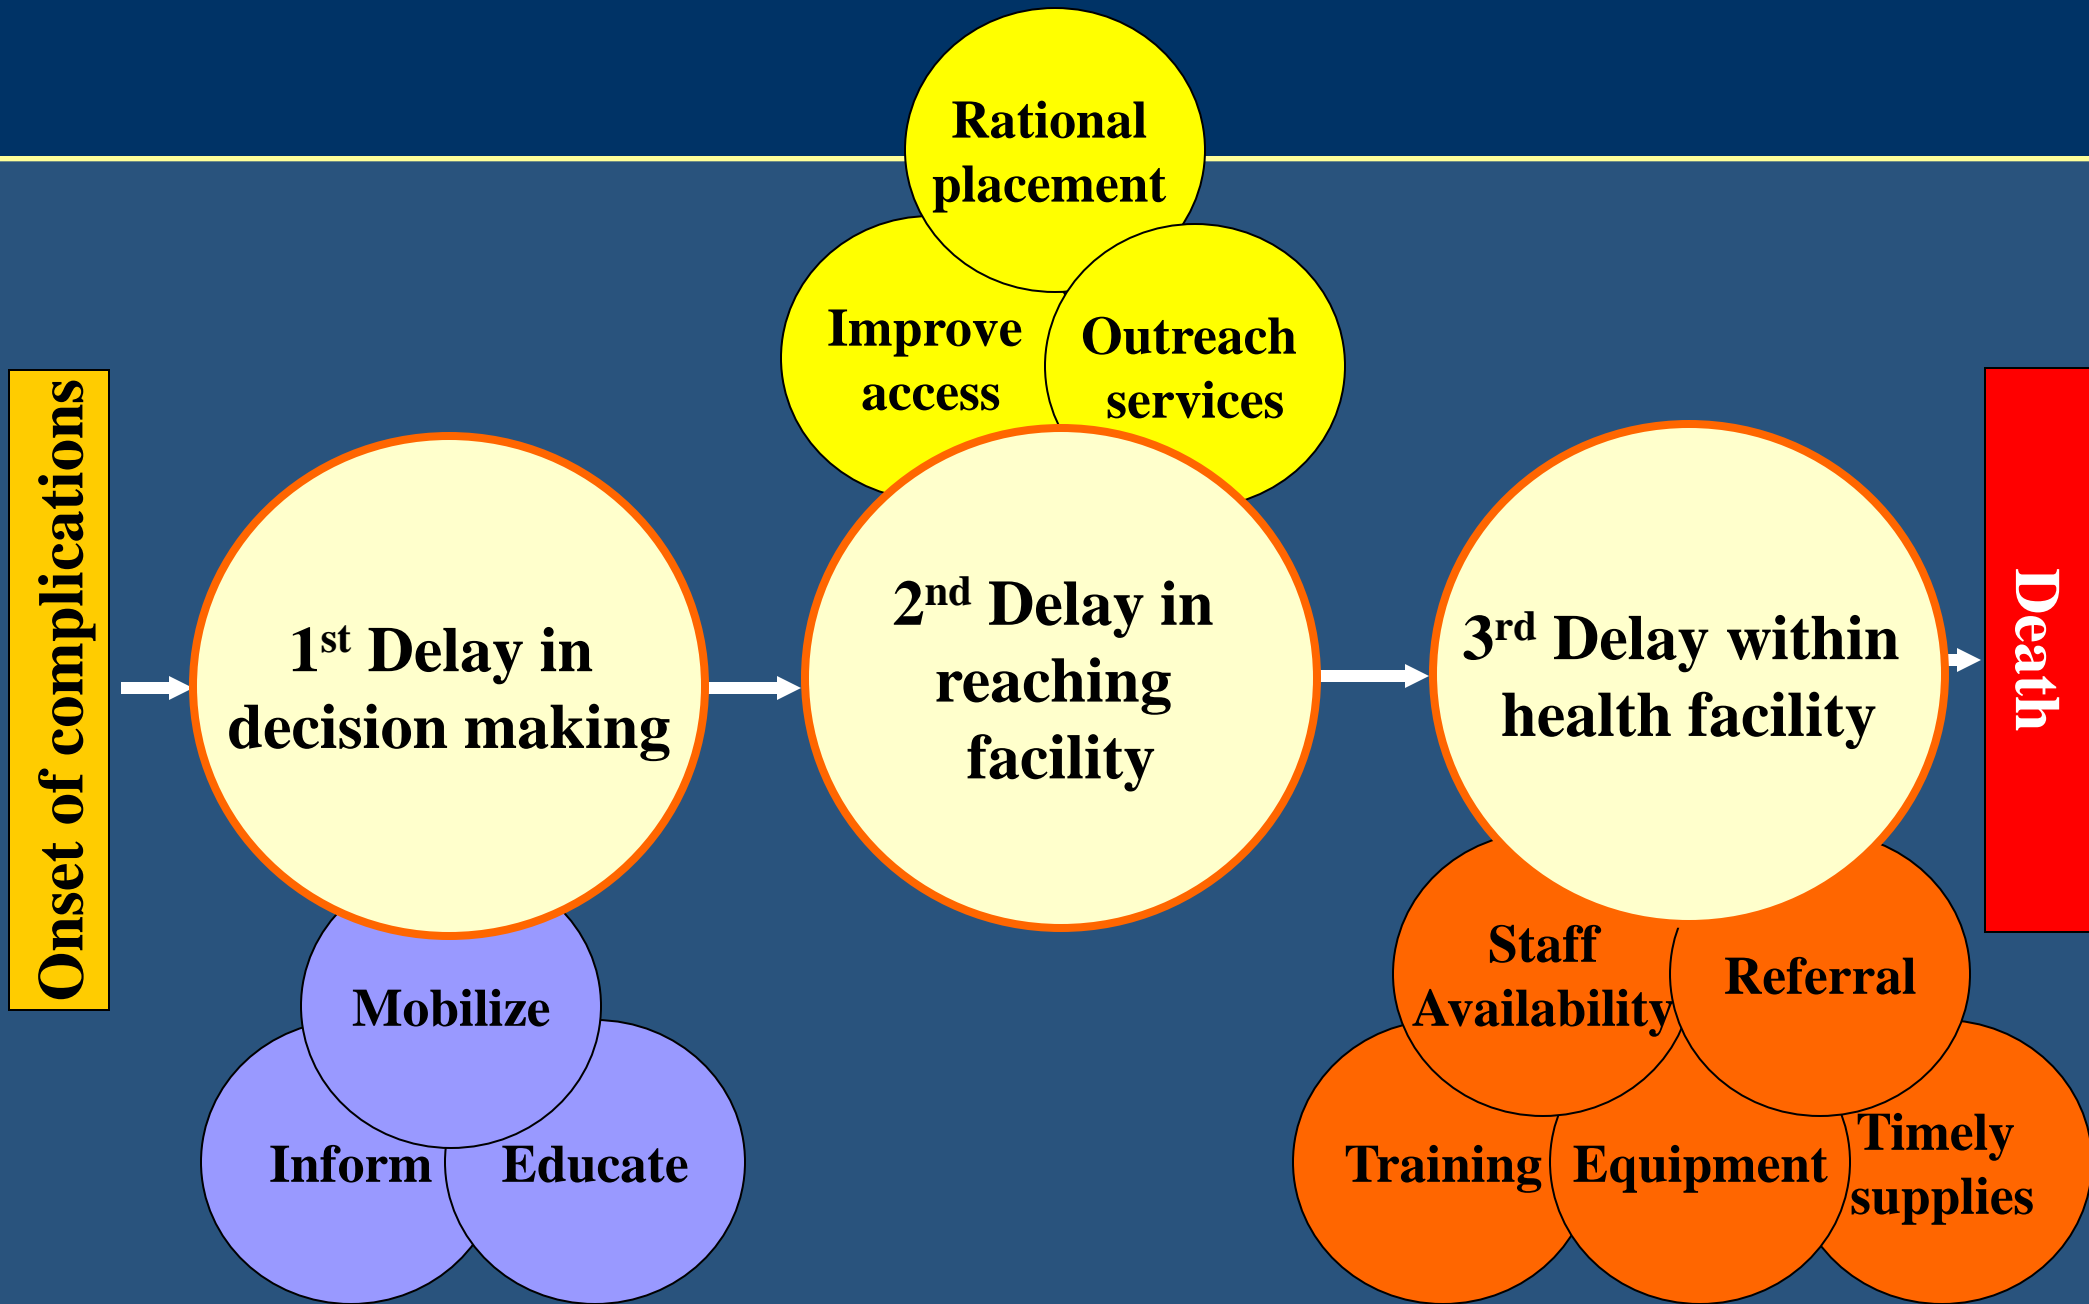 Rational
placement
Improve
access
Outreach
services
Onset of complications
1st Delay in
decision making
2nd Delay in
reaching
facility
3rd Delay within
health facility
Death
Mobilize
Inform
Educate
Staff
Availability
Referral
Training
Equipment
Timely
supplies